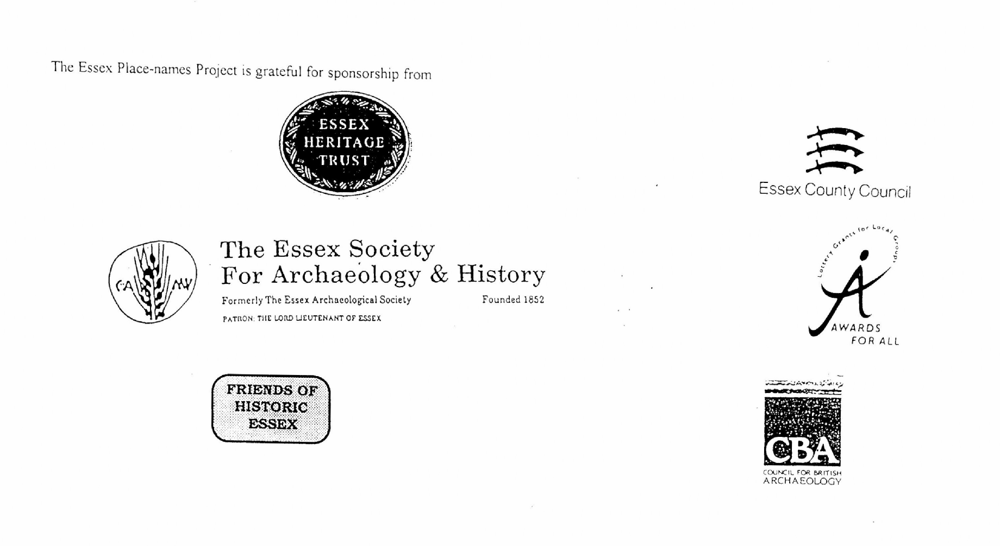 The Essex Place-names Project is grateful for sponsorship from
ESSEX
HERITAGE
TRUST
Essex County Council
CA MV
The Essex Society
For Archaeology & History
Formerly The Essex Archaeological Society
Founded 1852
PATRON: THE LORD LIEUTENANT OF ESSEX
Lottery Grants for Local Groups
AWARDS
FOR ALL
FRIENDS OF
HISTORIC
ESSEX
CBA
COUNCIL FOR BRITISH
ARCHAEOLOGY